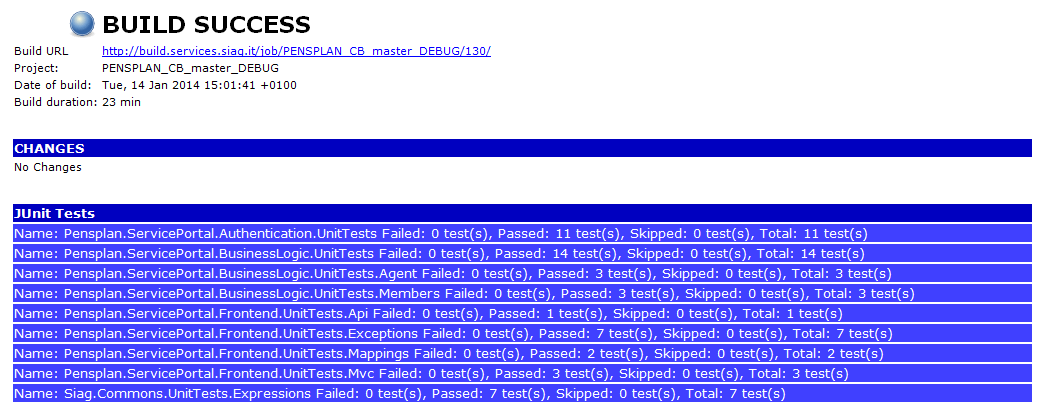 BUILD SUCCESS
Build URL http://build.services.siag.it/job/PENSPLAN_CB_master_DEBUG/130/
Project: PENSPLAN_CB_master_DEBUG
Date of build: Tue, 14 Jan 2014 15:01:41 +0100
Build duration: 23 min
CHANGES
No Changes
JUnit Tests
Name: Pensplan.ServicePortal.Authentication.UnitTests Failed: 0 test(s), Passed: 11 test(s), Skipped: 0 test(s), Total: 11 test(s)
Name: Pensplan.ServicePortal.BusinessLogic.UnitTests Failed: 0 test(s), Passed: 14 test(s), Skipped: 0 test(s), Total: 14 test(s)
Name: Pensplan.ServicePortal.BusinessLogic.UnitTests.Agent Failed: 0 test(s), Passed: 3 test(s), Skipped: 0 test(s), Total: 3 test(s)
Name: Pensplan.ServicePortal.BusinessLogic.UnitTests.Members Failed: 0 test(s), Passed: 3 test(s), Skipped: 0 test(s), Total: 3 test(s)
Name: Pensplan.ServicePortal.Frontend.UnitTests.Api Failed: 0 test(s), Passed: 1 test(s), Skipped: 0 test(s), Total: 1 test(s)
Name: Pensplan.ServicePortal.Frontend.UnitTests.Exceptions Failed: 0 test(s), Passed: 7 test(s), Skipped: 0 test(s), Total: 7 test(s)
Name: Pensplan.ServicePortal.Frontend.UnitTests.Mappings Failed: 0 test(s), Passed: 2 test(s), Skipped: 0 test(s), Total: 2 test(s)
Name: Pensplan.ServicePortal.Frontend.UnitTests.Mvc Failed: 0 test(s), Passed: 3 test(s), Skipped: 0 test(s), Total: 3 test(s)
Name: Siag.Commons.UnitTests.Expressions Failed: 0 test(s), Passed: 7 test(s), Skipped: 0 test(s), Total: 7 test(s)